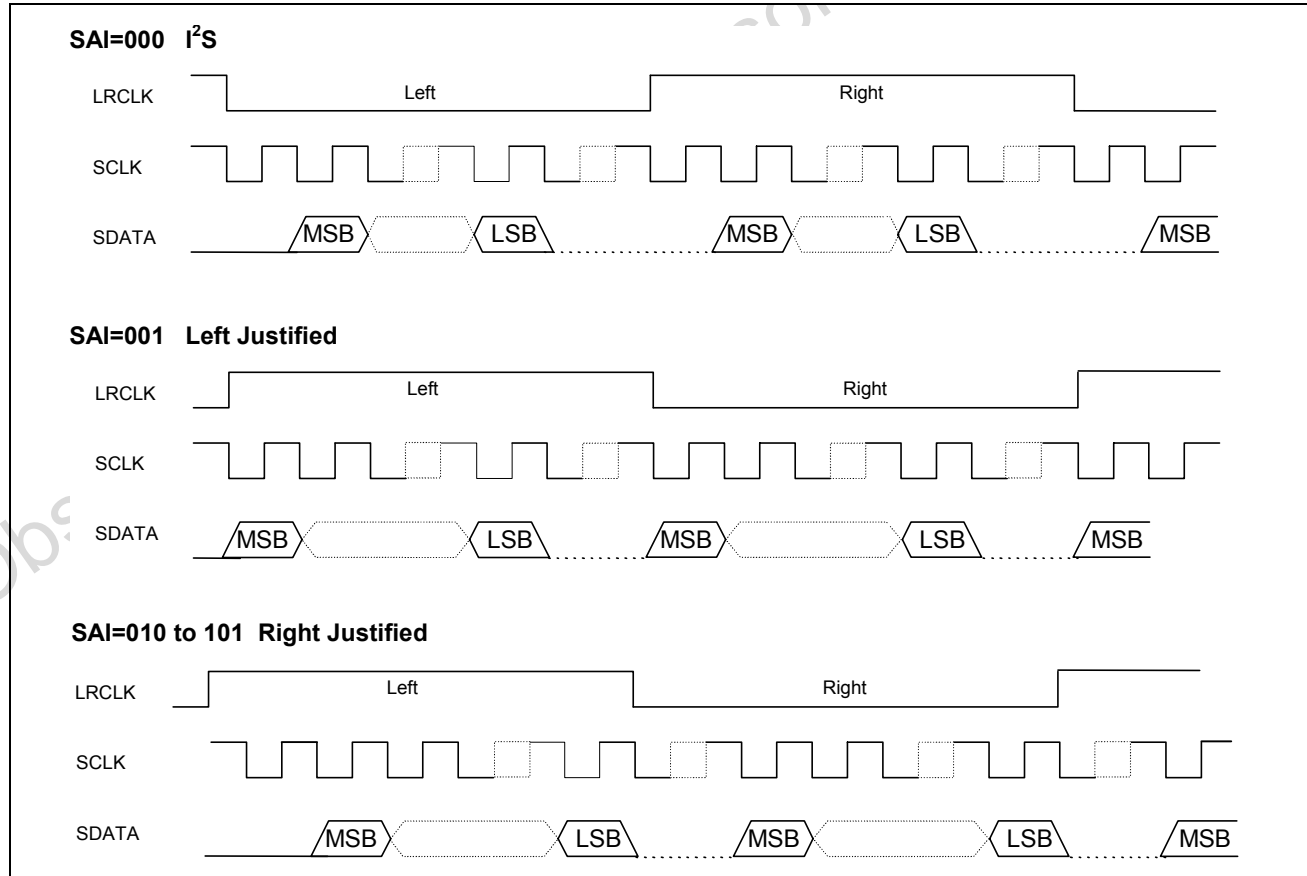 SAI=000 I²S
LRCLK Left Right
SCLK
SDATA MSB LSB MSB LSB MSB
SAI=001 Left Justified
LRCLK Left Right
SCLK
SDATA MSB LSB MSB LSB MSB
SAI=010 to 101 Right Justified
LRCLK Left Right
SCLK
SDATA MSB LSB MSB LSB MSB